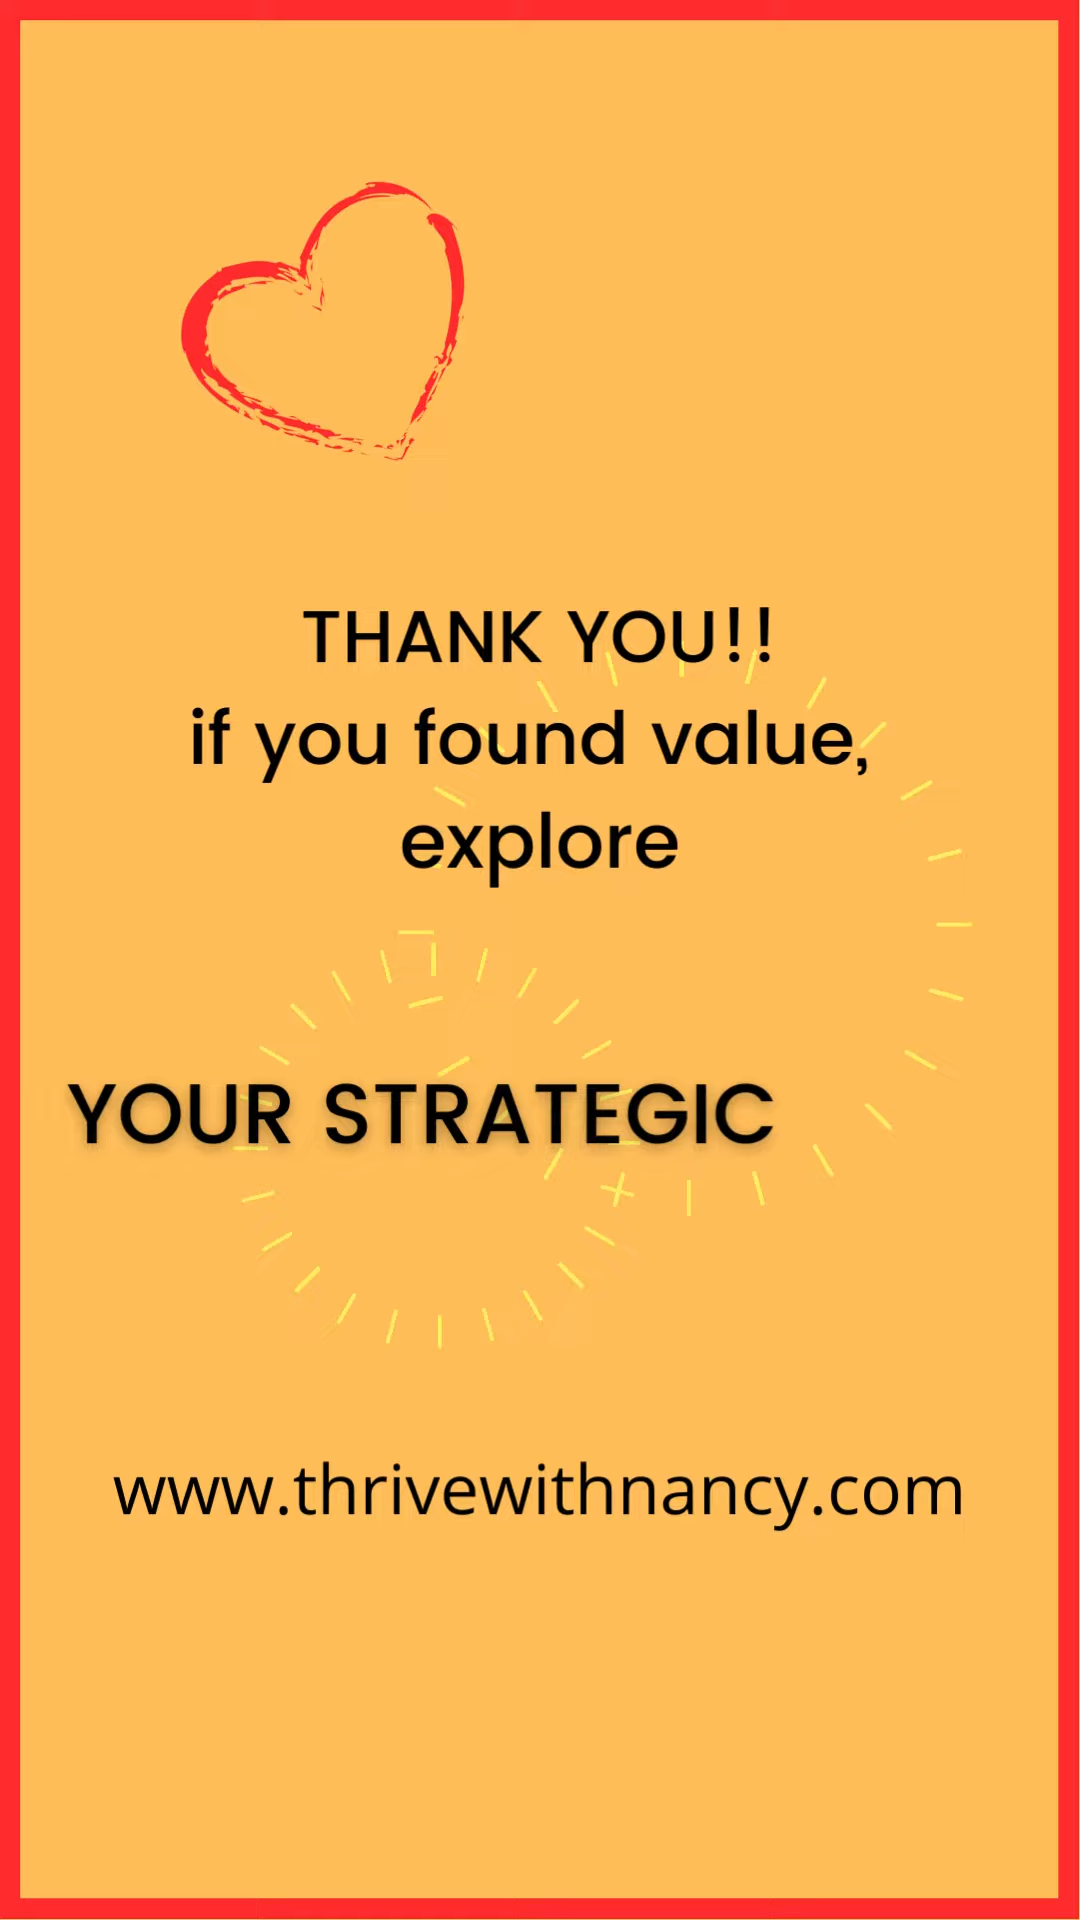 THANK YOU!!
if you found value,
explore
YOUR STRATEGIC
www.thrivewithnancy.com